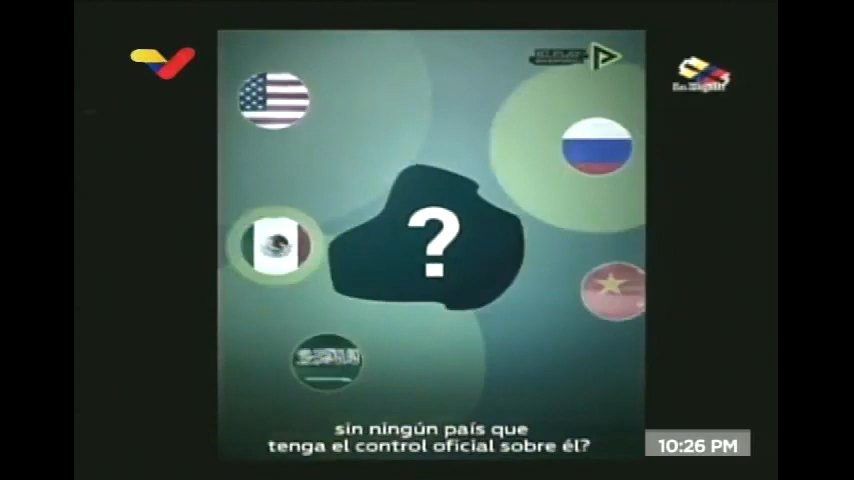 ?
sin ningún país que
tenga el control oficial sobre él?
10:26 PM